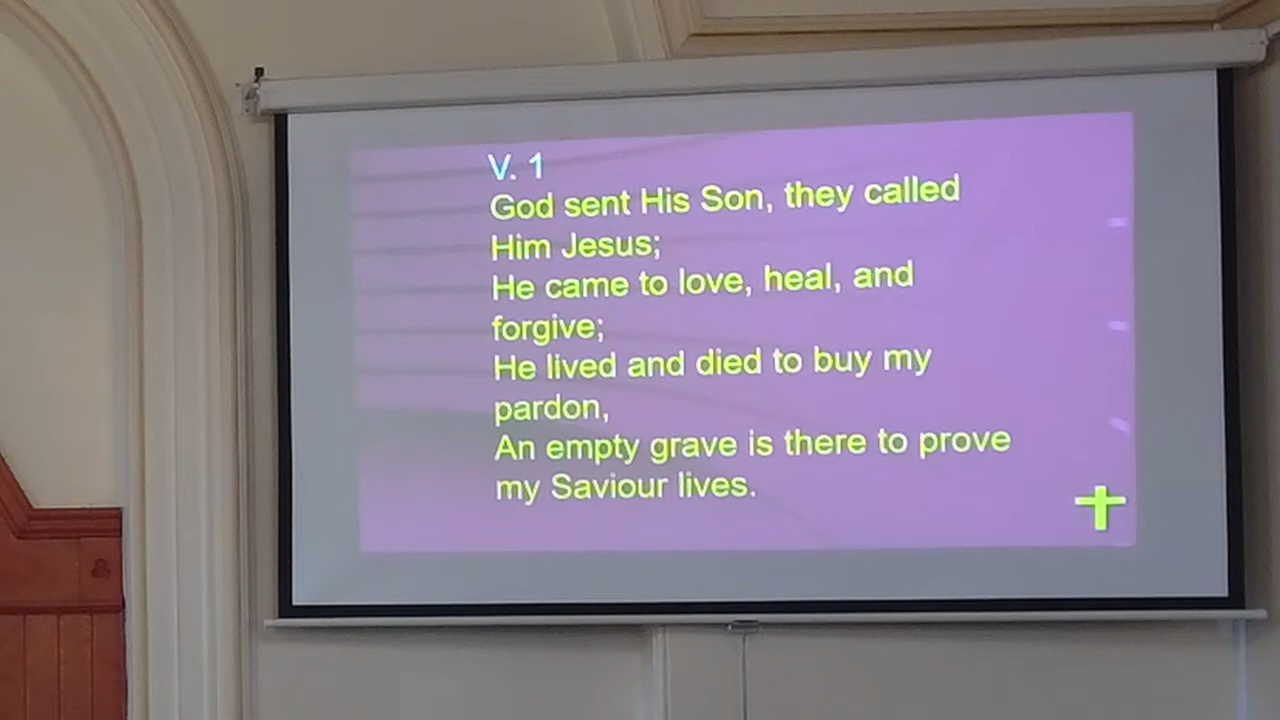 V. 1
God sent His Son, they called
Him Jesus;
He came to love, heal, and
forgive;
He lived and died to buy my
pardon,
An empty grave is there to prove
my Saviour lives.